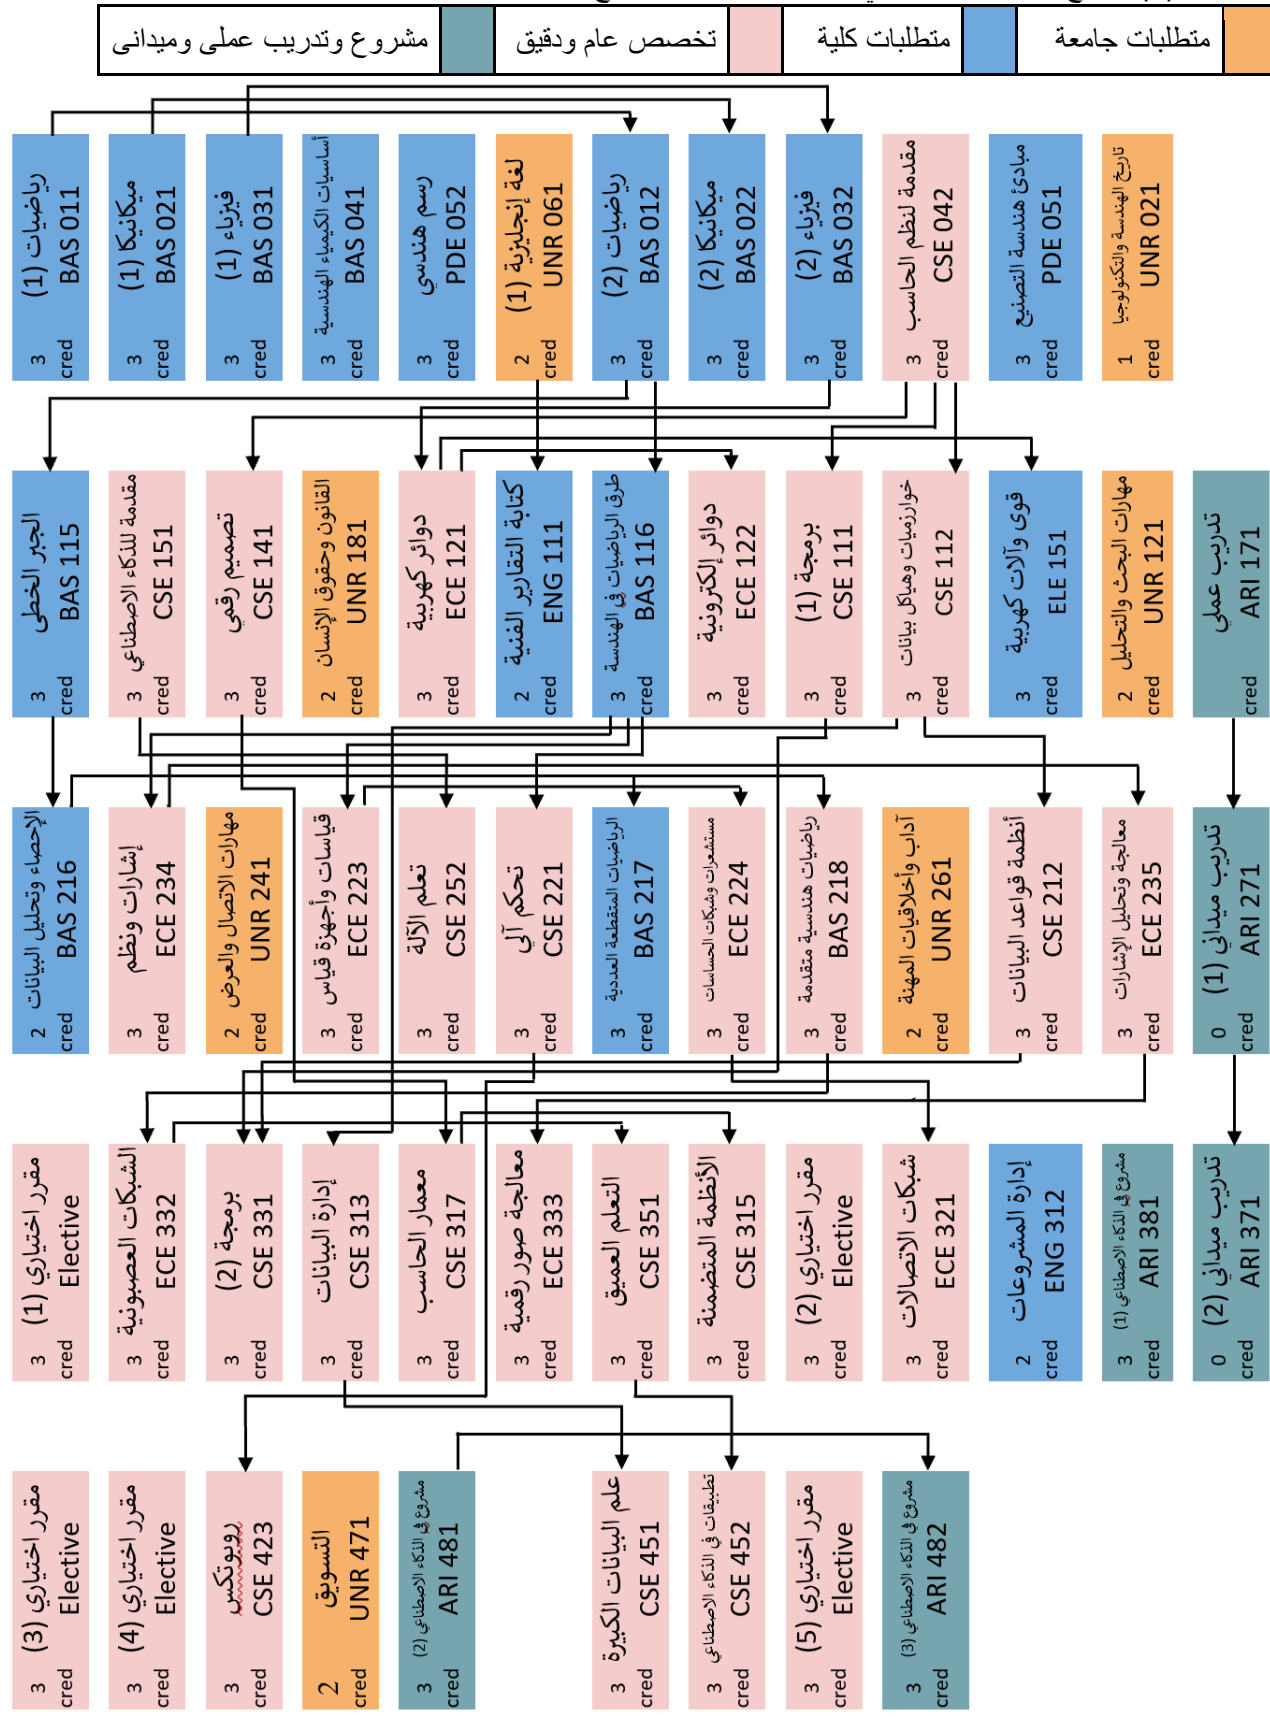 متطلبات جامعة
متطلبات كلية
تخصص عام ودقيق
مشروع وتدريب عملى وميدانى
رياضيات (1)
BAS 011
3
cred
ميكانيكا (1)
BAS 021
3
cred
فيزياء (1)
BAS 031
3
cred
أساسيات الكيمياء الهندسية
BAS 041
3
cred
رسم هندسي
PDE 052
3
cred
لغة إنجليزية (1)
UNR 061
2
cred
رياضيات (2)
BAS 012
3
cred
ميكانيكا (2)
BAS 022
3
cred
فيزياء (2)
BAS 032
3
cred
مقدمة لنظم الحاسب
CSE 042
3
cred
مبادئ هندسة التصنيع
PDE 051
3
cred
تاريخ الهندسة والتكنولوجيا
UNR 021
1
cred
الجبر الخطى
BAS 115
3
cred
مقدمة للذكاء الاصطناعي
CSE 151
3
cred
تصميم رقمي
CSE 141
3
cred
القانون وحقوق الإنسان
UNR 181
2
cred
دوائر كهربية
ECE 121
3
cred
كتابة التقارير الفنية
ENG 111
2
cred
طرق الرياضيات في الهندسة
BAS 116
3
cred
دوائر إلكترونية
ECE 122
3
cred
برمجة (1)
CSE 111
3
cred
خوارزميات وهياكل بيانات
CSE 112
3
cred
قوى وآلات كهربية
ELE 151
3
cred
مهارات البحث والتحليل
UNR 121
2
cred
تدريب عملي
ARI 171
cred
الإحصاء وتحليل البيانات
BAS 216
2
cred
إشارات ونظم
ECE 234
3
cred
مهارات الاتصال والعرض
UNR 241
2
cred
قياسات وأجهزة قياس
ECE 223
3
cred
تعلم الآلة
CSE 252
3
cred
تحكم آلي
CSE 221
3
cred
الرياضيات المتقطعة العددية
BAS 217
3
cred
مستشعرات وشبكات الحساسات
ECE 224
3
cred
رياضيات هندسية متقدمة
BAS 218
3
cred
آداب وأخلاقيات المهنة
UNR 261
2
cred
أنظمة قواعد البيانات
CSE 212
3
cred
معالجة وتحليل الإشارات
ECE 235
3
cred
تدريب ميداني (1)
ARI 271
0
cred
مقرر اختياري (1)
Elective
3
cred
الشبكات العصبونية
ECE 332
3
cred
برمجة (2)
CSE 331
3
cred
إدارة البيانات
CSE 313
3
cred
معمار الحاسب
CSE 317
3
cred
معالجة صور رقمية
ECE 333
3
cred
التعلم العميق
CSE 351
3
cred
الأنظمة المتضمنة
CSE 315
3
cred
مقرر اختياري (2)
Elective
3
cred
شبكات الاتصالات
ECE 321
3
cred
إدارة المشروعات
ENG 312
2
cred
مشروع في الذكاء الاصطناعي (1)
ARI 381
3
cred
تدريب ميداني (2)
ARI 371
0
cred
مقرر اختياري (3)
Elective
3
cred
مقرر اختياري (4)
Elective
3
cred
روبوتكس
CSE 423
3
cred
التسويق
UNR 471
2
cred
مشروع في الذكاء الاصطناعي (2)
ARI 481
3
cred
علم البيانات الكبيرة
CSE 451
3
cred
تطبيقات في الذكاء الاصطناعي
CSE 452
3
cred
مقرر اختياري (5)
Elective
3
cred
مشروع في الذكاء الاصطناعي (3)
ARI 482
3
cred